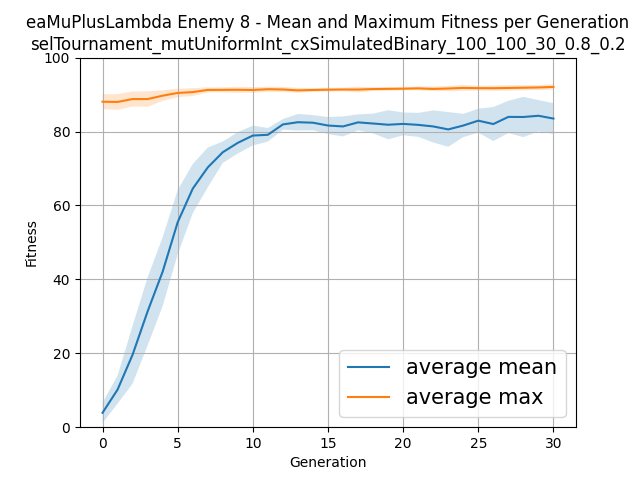 eaMuPlusLambda Enemy 8 - Mean and Maximum Fitness per Generation
selTournament_mutUniformInt_cxSimulatedBinary_100_100_30_0.8_0.2
100
80
60
40
20
0
Fitness
average mean
average max
0 5 10 15 20 25 30
Generation